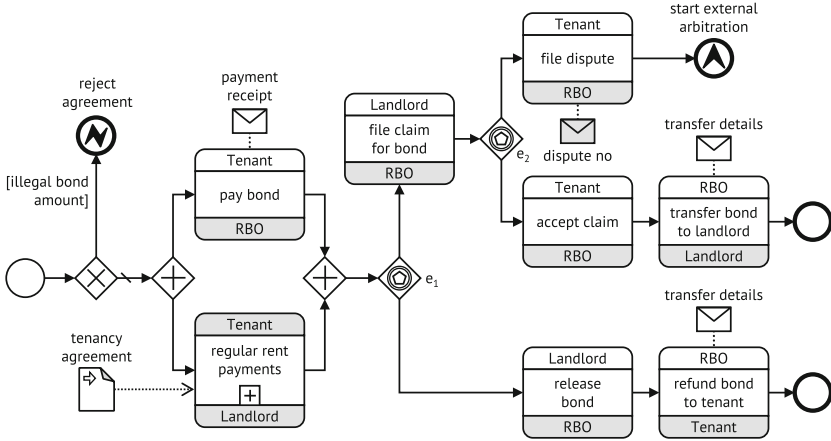 start external
arbitration
Tenant
file dispute
RBO
dispute no
payment
receipt
reject
agreement
Landlord
file claim
for bond
RBO
e2
transfer details
[illegal bond
amount]
Tenant
pay bond
RBO
Tenant
accept claim
RBO
RBO
transfer bond
to landlord
Landlord
e1
tenancy
agreement
Tenant
regular rent
payments
Landlord
transfer details
Landlord
release
bond
RBO
RBO
refund bond
to tenant
Tenant